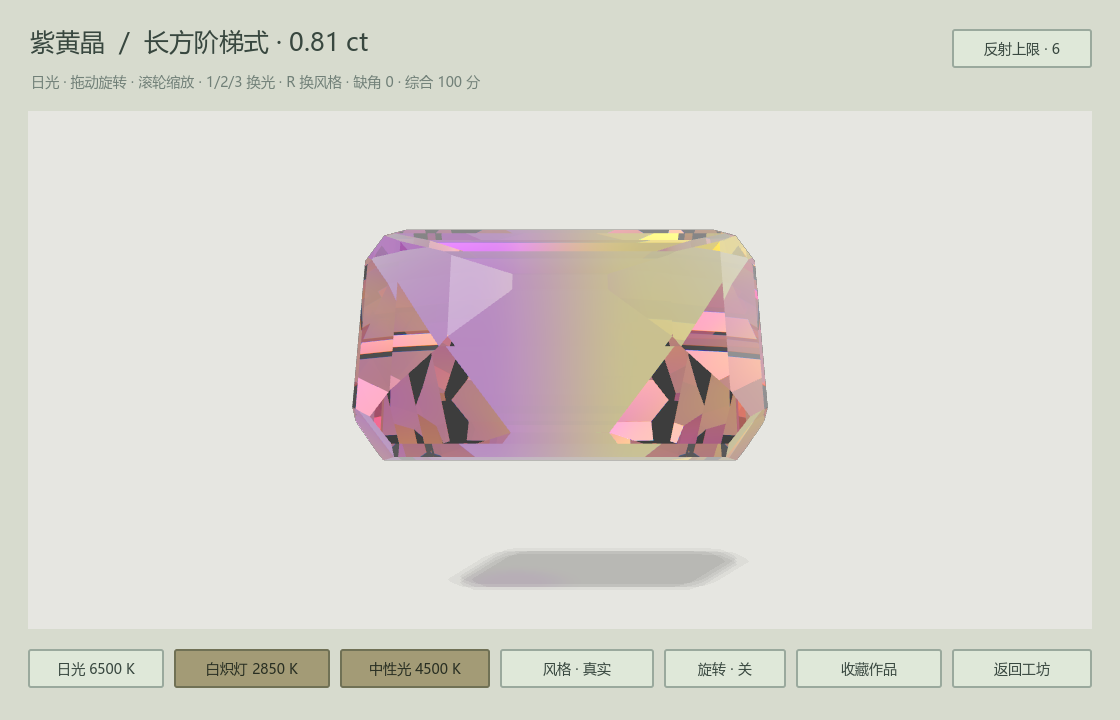 紫黄晶 / 长方阶梯式 · 0.81 ct
反射上限 · 6
日光 · 拖动旋转 · 滚轮缩放 · 1/2/3 换光 · R 换风格 · 缺角 0 · 综合 100 分
日光 6500 K
白炽灯 2850 K
中性光 4500 K
风格 · 真实
旋转 · 关
收藏作品
返回工坊